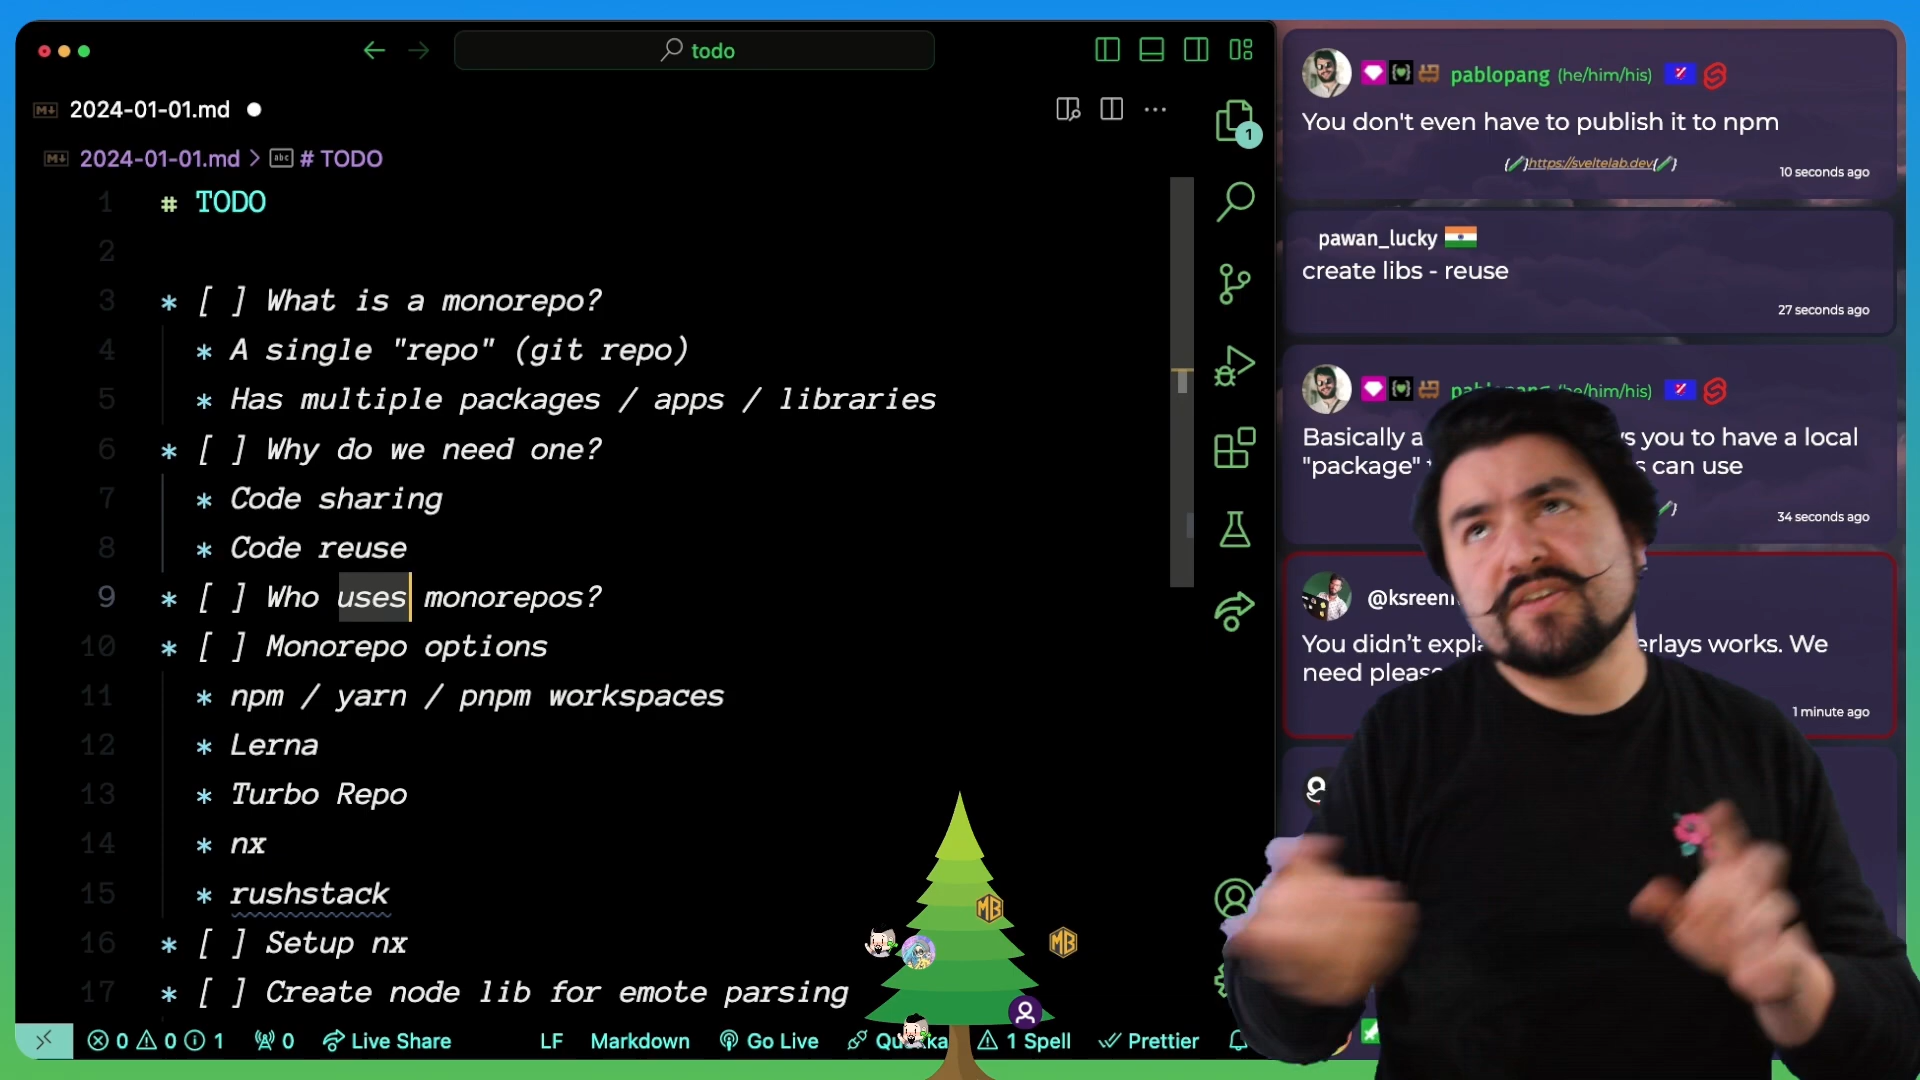 todo
2024-01-01.md
2024-01-01.md > # TODO
1 # TODO
2
3 * [ ] What is a monorepo?
4 * A single "repo" (git repo)
5 * Has multiple packages / apps / libraries
6 * [ ] Why do we need one?
7 * Code sharing
8 * Code reuse
9 * [ ] Who uses monorepos?
10 * [ ] Monorepo options
11 * npm / yarn / pnpm workspaces
12 * Lerna
13 * Turbo Repo
14 * nx
15 * rushstack
16 * [ ] Setup nx
17 * [ ] Create node lib for emote parsing
0 0 1 0 Live Share LF Markdown Go Live 1 Spell Prettier
1
MB
MB
pablopang (he/him/his)
You don't even have to publish it to npm
https://sveltelab.dev
10 seconds ago
pawan_lucky
create libs - reuse
27 seconds ago
(he/him/his)
Basically you to have a local
"package" can use
34 seconds ago
You didn't works. We
need
1 minute ago